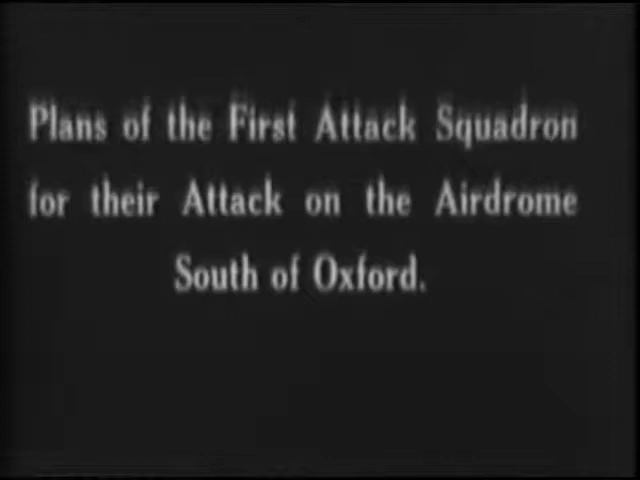 Plans of the First Attack Squadron
for their Attack on the Airdrome
South of Oxford.